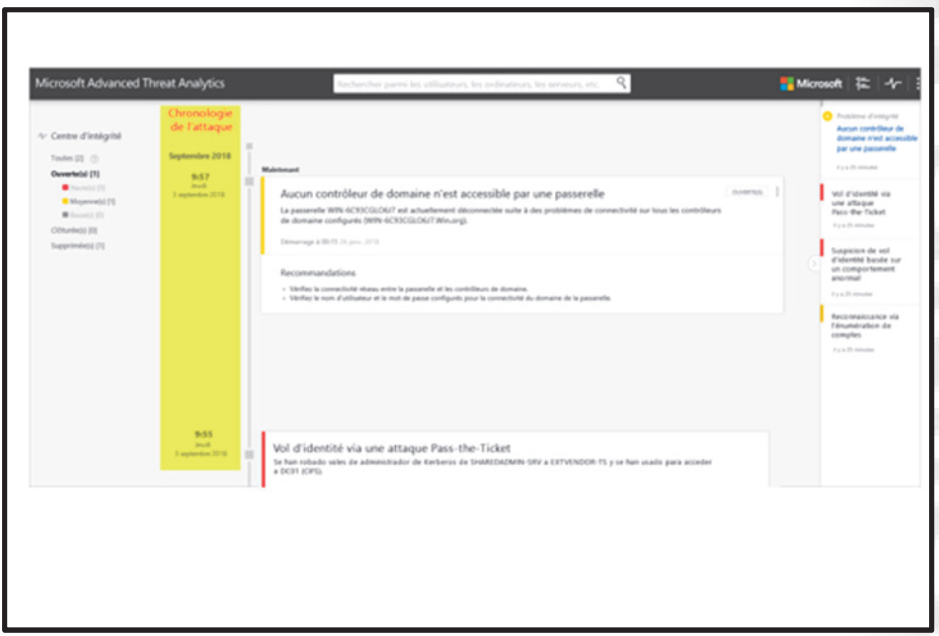 Microsoft Advanced Threat Analytics
Rechercher parmi les utilisateurs, les ordinateurs, les serveurs, etc.
Microsoft
Centre d'intégrité
Toutes [2]
Ouverte(s) [1]
Haute(s) [0]
Moyenne(s) [1]
Basse(s) [0]
Clôturée(s) [0]
Supprimée(s) [1]
Chronologie
de l'attaque
Septembre 2018
9:57
Jeudi
3 septembre 2018
9:55
Jeudi
3 septembre 2018
Maintenant
Aucun contrôleur de domaine n'est accessible par une passerelle
OUVERTE(S)
La passerelle est actuellement déconnectée suite à des problèmes de connectivité sur tous les contrôleurs
de domaine configurés
Démarrage à 00:15 26 janv. 2018
Recommandations
• Vérifiez la connectivité réseau entre la passerelle et les contrôleurs de domaine.
• Vérifiez le nom d'utilisateur et le mot de passe configurés pour la connectivité du domaine de la passerelle.
Vol d'identité via une attaque Pass-the-Ticket
Se han robado vales de administrador de Kerberos de SHAREDADMIN-SRV a EXTVENDOR-TS y se han usado para acceder
a DC01 (CIFS).
Problème d'intégrité
Aucun contrôleur de
domaine n'est accessible
par une passerelle
Il y a 25 minutes
Vol d'identité via
une attaque
Pass-the-Ticket
Il y a 25 minutes
Suspicion de vol
d'identité basée sur
un comportement
anormal
Il y a 25 minutes
Reconnaissance via
l'énumération de
comptes
Il y a 25 minutes